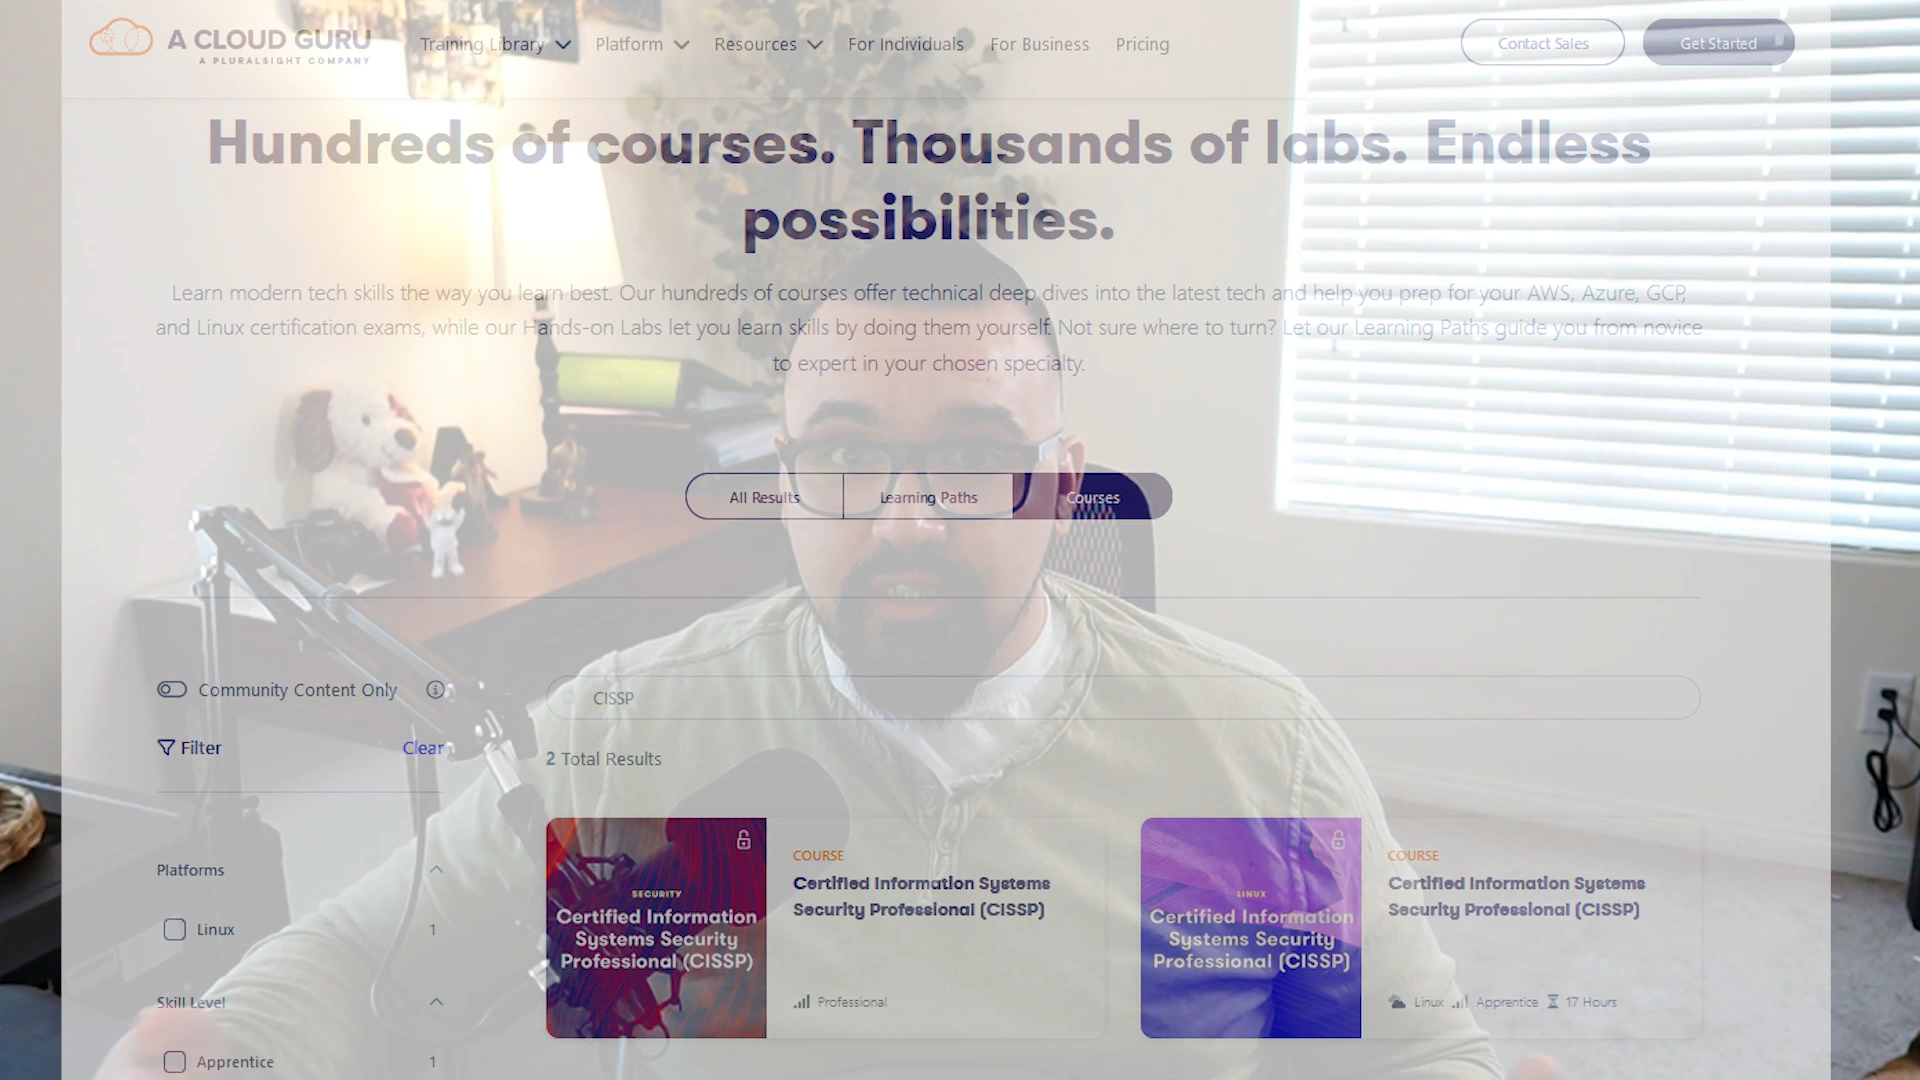 A CLOUD GURU
A PLURALSIGHT COMPANY
Training Library
Platform
Resources
For Individuals
For Business
Pricing
Contact Sales
Get Started
Hundreds of courses. Thousands of labs. Endless
possibilities.
Learn modern tech skills the way you learn best. Our hundreds of courses offer technical deep dives into the latest tech and help you prep for your AWS, Azure, GCP,
and Linux certification exams, while our Hands-on Labs let you learn skills by doing them yourself. Not sure where to turn? Let our Learning Paths guide you from novice
to expert in your chosen specialty.
All Results
Learning Paths
Courses
Community Content Only
CISSP
Filter
Clear
2 Total Results
Platforms
Linux
1
Skill Level
Apprentice
1
SECURITY
Certified Information
Systems Security
Professional (CISSP)
COURSE
Certified Information Systems
Security Professional (CISSP)
Professional
LINUX
Certified Information
Systems Security
Professional (CISSP)
COURSE
Certified Information Systems
Security Professional (CISSP)
Linux
Apprentice
17 Hours